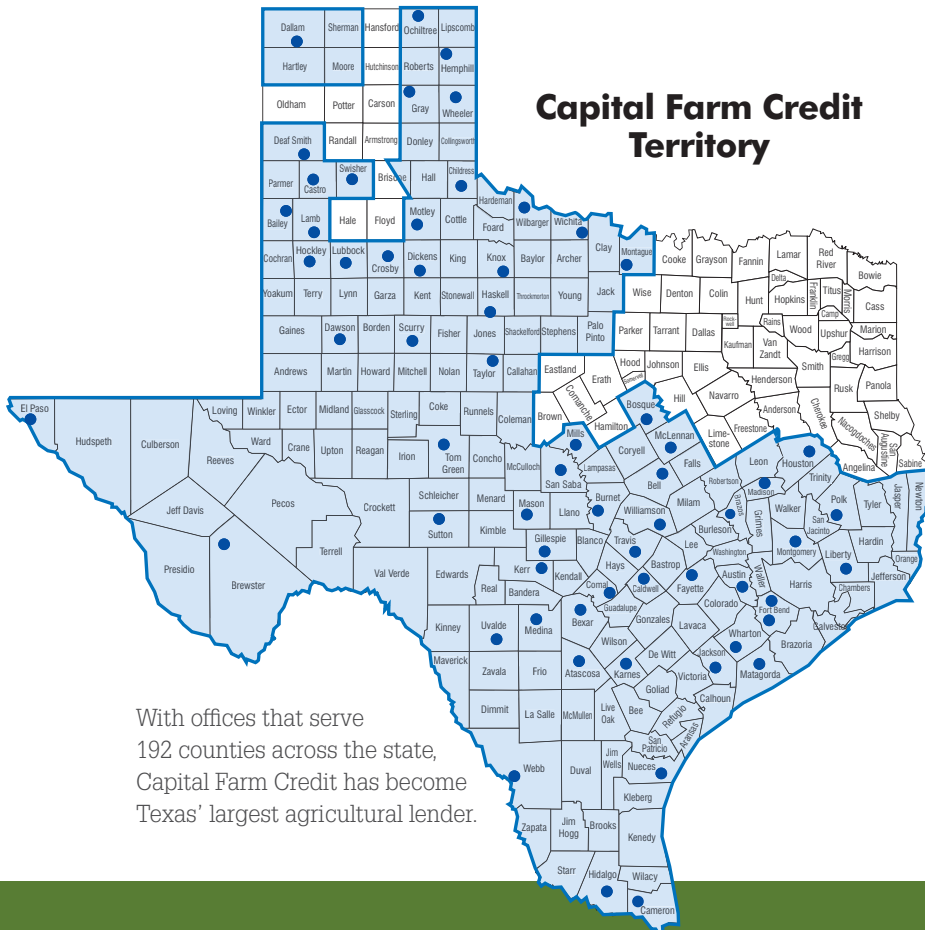 Capital Farm Credit
Territory
Dallam
Sherman
Hansford
Ochiltree
Lipscomb
Hartley
Moore
Hutchinson
Roberts
Hemphill
Oldham
Potter
Carson
Gray
Wheeler
Deaf Smith
Randall
Armstrong
Donley
Collingsworth
Parmer
Castro
Swisher
Briscoe
Hall
Childress
Hardeman
Bailey
Lamb
Hale
Floyd
Motley
Cottle
Foard
Wilbarger
Wichita
Clay
Montague
Cooke
Grayson
Fannin
Lamar
Red
River
Bowie
Cochran
Hockley
Lubbock
Crosby
Dickens
King
Knox
Baylor
Archer
Delta
Yoakum
Terry
Lynn
Garza
Kent
Stonewall
Haskell
Throckmorton
Young
Jack
Wise
Denton
Colin
Hunt
Hopkins
Franklin
Titus
Morris
Cass
Camp
Gaines
Dawson
Borden
Scurry
Fisher
Jones
Shackelford
Stephens
Palo
Pinto
Parker
Tarrant
Dallas
Rock-
wall
Rains
Wood
Upshur
Marion
Kaufman
Van
Zandt
Gregg
Harrison
Andrews
Martin
Howard
Mitchell
Nolan
Taylor
Callahan
Eastland
Erath
Hood
Somervell
Johnson
Ellis
Henderson
Smith
Rusk
Panola
El Paso
Hudspeth
Culberson
Loving
Winkler
Ector
Midland
Glasscock
Sterling
Coke
Runnels
Coleman
Brown
Comanche
Hamilton
Bosque
Hill
Navarro
Anderson
Cherokee
Nacogdoches
Shelby
San
Augustine
Sabine
Reeves
Ward
Crane
Upton
Reagan
Irion
Tom
Green
Concho
McCulloch
Mills
San Saba
Lampasas
Coryell
McLennan
Lime-
stone
Freestone
Falls
Leon
Houston
Angelina
Trinity
Jeff Davis
Pecos
Crockett
Schleicher
Menard
Mason
Llano
Burnet
Bell
Milam
Robertson
Brazos
Madison
Grimes
Walker
San
Jacinto
Polk
Tyler
Jasper
Newton
Presidio
Brewster
Terrell
Sutton
Kimble
Gillespie
Blanco
Williamson
Travis
Burleson
Lee
Washington
Montgomery
Liberty
Hardin
Orange
Jefferson
Chambers
Val Verde
Edwards
Real
Kerr
Bandera
Kendall
Comal
Hays
Caldwell
Bastrop
Fayette
Austin
Waller
Harris
Kinney
Uvalde
Medina
Bexar
Guadalupe
Gonzales
Lavaca
Colorado
Fort Bend
Galveston
Brazoria
Wharton
Maverick
Zavala
Frio
Atascosa
Wilson
Karnes
De Witt
Jackson
Victoria
Matagorda
Calhoun
Goliad
Dimmit
La Salle
McMullen
Live
Oak
Bee
Refugio
Aransas
San
Patricio
Webb
Duval
Jim
Wells
Nueces
Kleberg
Zapata
Jim
Hogg
Brooks
Kenedy
Starr
Hidalgo
Wilacy
Cameron
With offices that serve
192 counties across the state,
Capital Farm Credit has become
Texas’ largest agricultural lender.